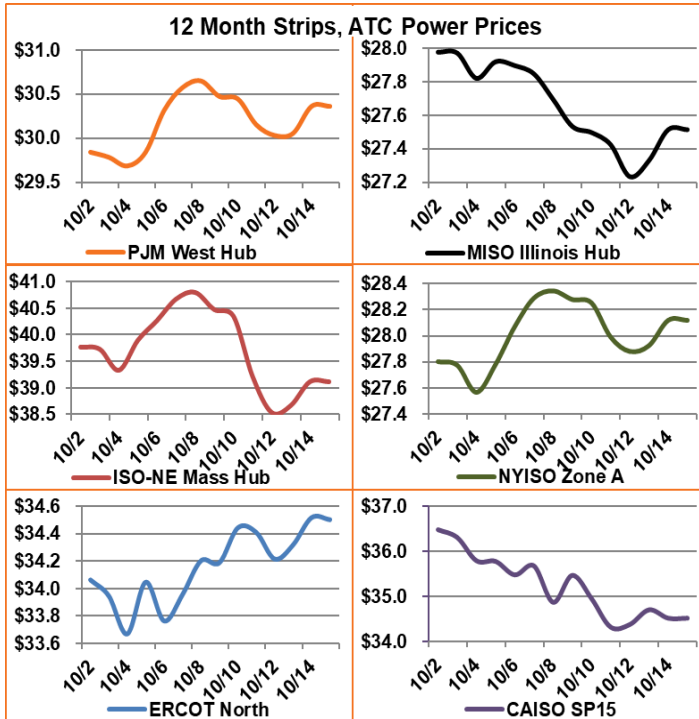 12 Month Strips, ATC Power Prices
$31.0
$30.5
$30.0
$29.5
10/2 10/4 10/6 10/8 10/10 10/12 10/14
PJM West Hub
$28.0
$27.8
$27.6
$27.4
$27.2
10/2 10/4 10/6 10/8 10/10 10/12 10/14
MISO Illinois Hub
$41.0
$40.5
$40.0
$39.5
$39.0
$38.5
10/2 10/4 10/6 10/8 10/10 10/12 10/14
ISO-NE Mass Hub
$28.4
$28.2
$28.0
$27.8
$27.6
$27.4
10/2 10/4 10/6 10/8 10/10 10/12 10/14
NYISO Zone A
$34.6
$34.4
$34.2
$34.0
$33.8
$33.6
10/2 10/4 10/6 10/8 10/10 10/12 10/14
ERCOT North
$37.0
$36.0
$35.0
$34.0
10/2 10/4 10/6 10/8 10/10 10/12 10/14
CAISO SP15